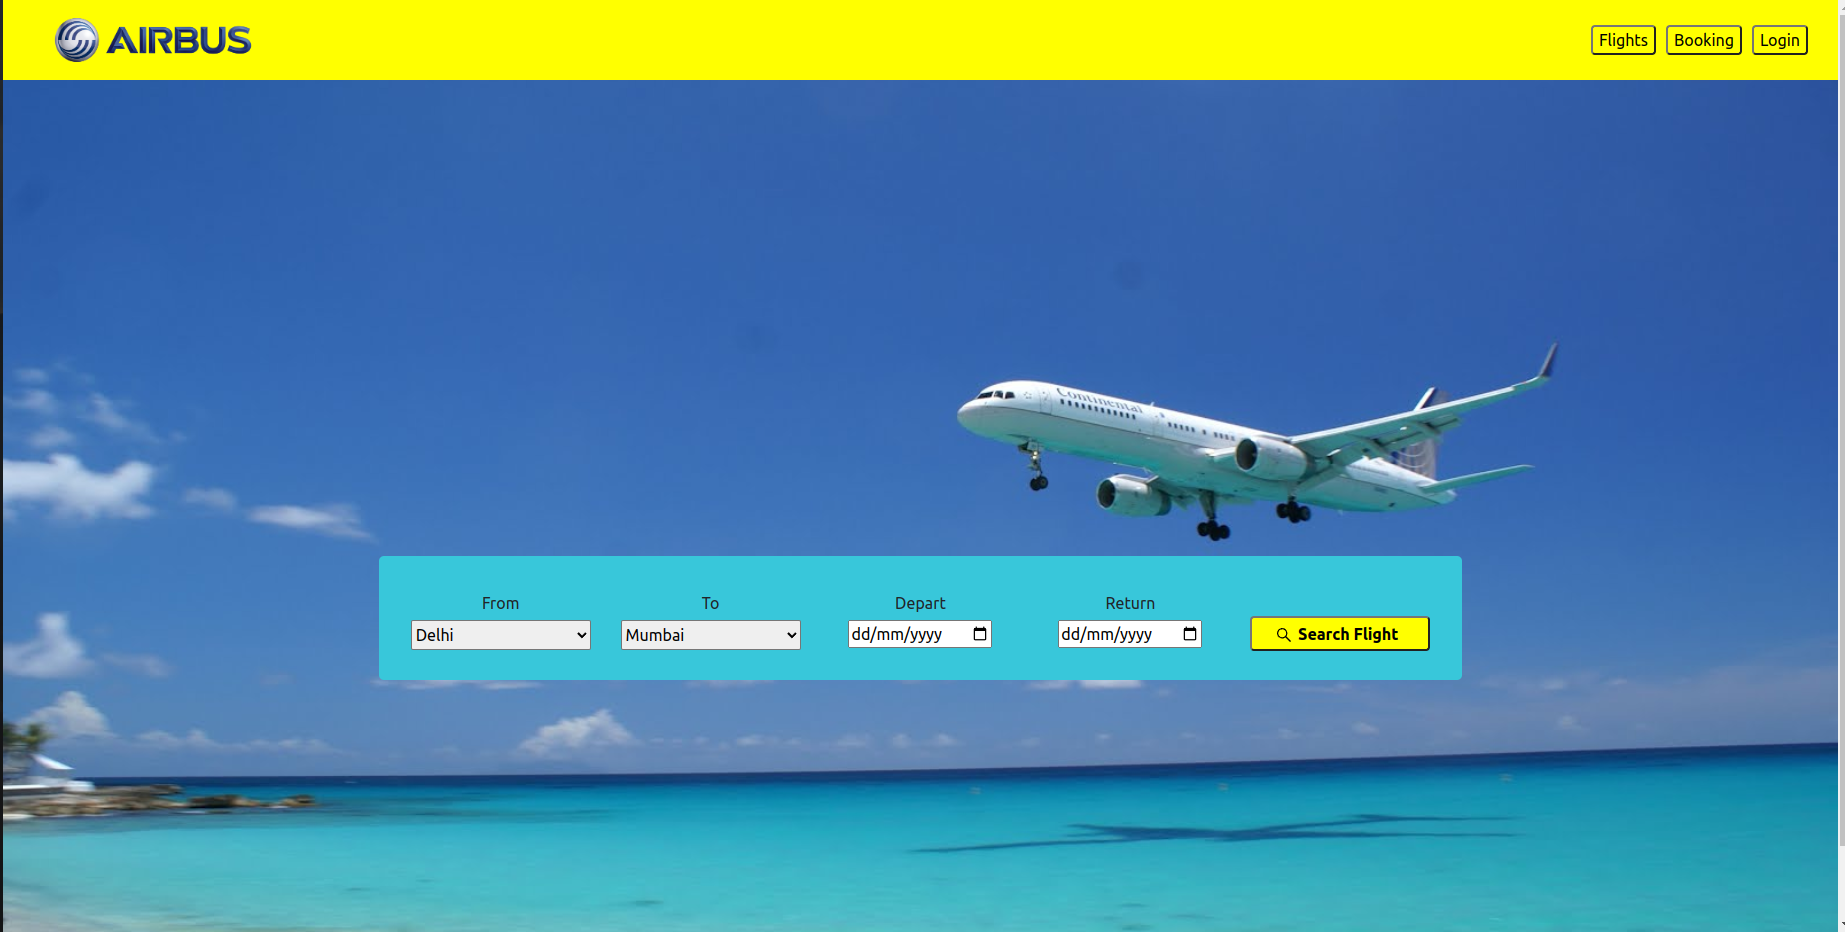 AIRBUS
Flights Booking Login
Continental
From To Depart Return
Delhi Mumbai dd/mm/yyyy dd/mm/yyyy Search Flight